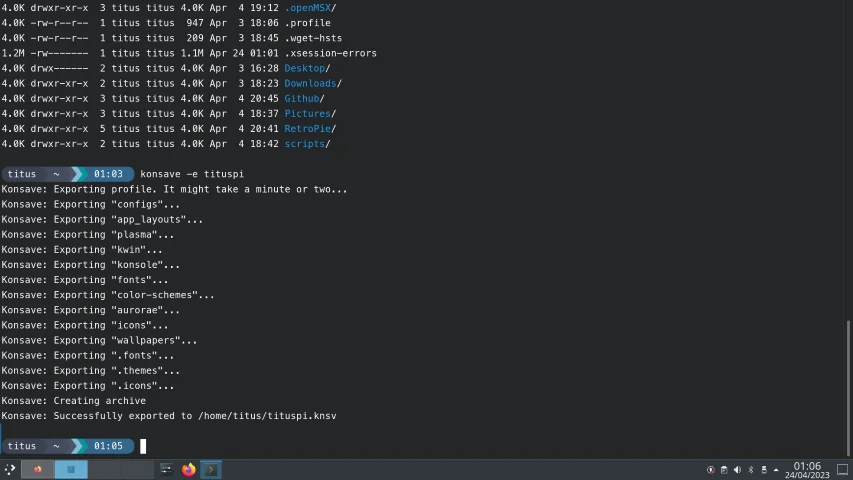 4.0K drwxr-xr-x  3 titus titus 4.0K Apr  4 19:12 .openMSX/
4.0K -rw-r--r--  1 titus titus  947 Apr  3 18:06 .profile
4.0K -rw-r--r--  1 titus titus  209 Apr  3 18:45 .wget-hsts
1.2M -rw-------  1 titus titus 1.1M Apr 24 01:01 .xsession-errors
4.0K drwx------  2 titus titus 4.0K Apr  3 16:28 Desktop/
4.0K drwxr-xr-x  2 titus titus 4.0K Apr  3 18:23 Downloads/
4.0K drwxr-xr-x  3 titus titus 4.0K Apr  4 20:45 Github/
4.0K drwxr-xr-x  3 titus titus 4.0K Apr  4 18:37 Pictures/
4.0K drwxr-xr-x  5 titus titus 4.0K Apr  4 20:41 RetroPie/
4.0K drwxr-xr-x  2 titus titus 4.0K Apr  4 18:42 scripts/
titus ~ 01:03 konsave -e tituspi
Konsave: Exporting profile. It might take a minute or two...
Konsave: Exporting "configs"...
Konsave: Exporting "app_layouts"...
Konsave: Exporting "plasma"...
Konsave: Exporting "kwin"...
Konsave: Exporting "konsole"...
Konsave: Exporting "fonts"...
Konsave: Exporting "color-schemes"...
Konsave: Exporting "aurorae"...
Konsave: Exporting "icons"...
Konsave: Exporting "wallpapers"...
Konsave: Exporting ".fonts"...
Konsave: Exporting ".themes"...
Konsave: Exporting ".icons"...
Konsave: Creating archive
Konsave: Successfully exported to /home/titus/tituspi.knsv
titus ~ 01:05
01:06
24/04/2023